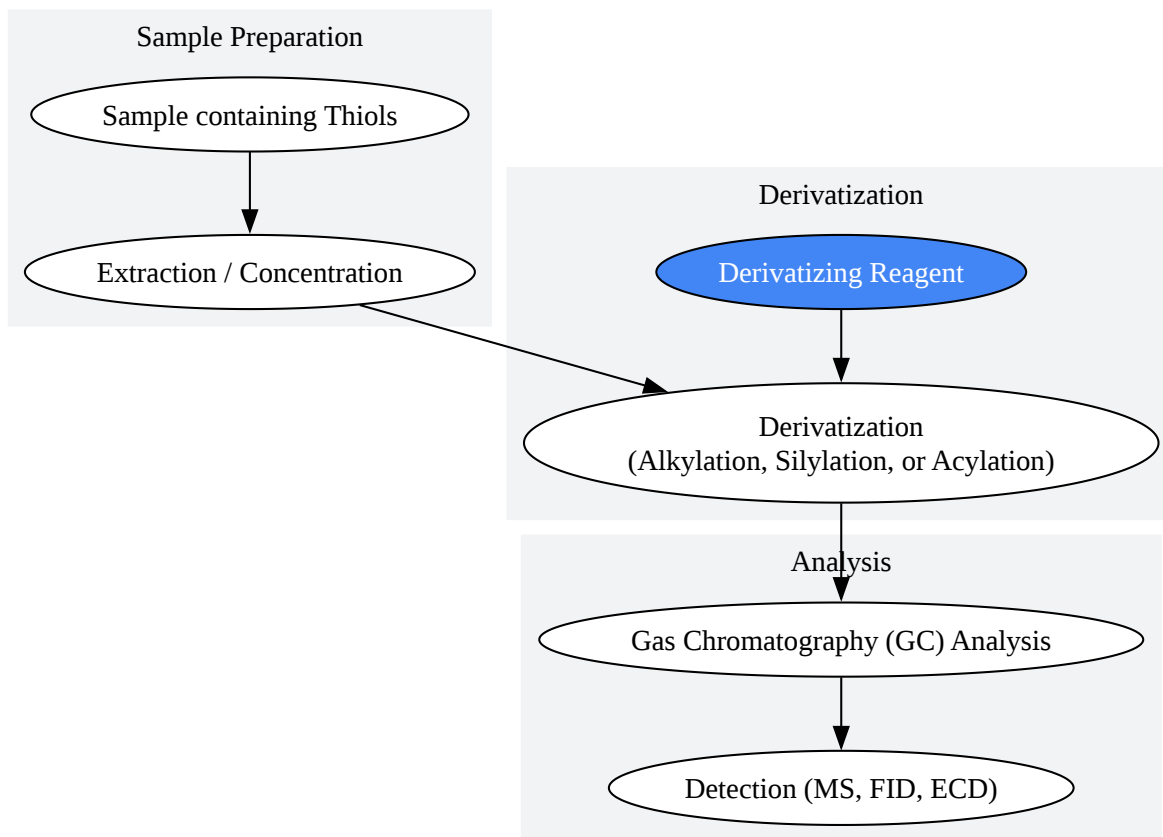 Sample Preparation
Sample containing Thiols
Extraction / Concentration
Derivatization
Derivatizing Reagent
Derivatization
(Alkylation, Silylation, or Acylation)
Analysis
Gas Chromatography (GC) Analysis
Detection (MS, FID, ECD)